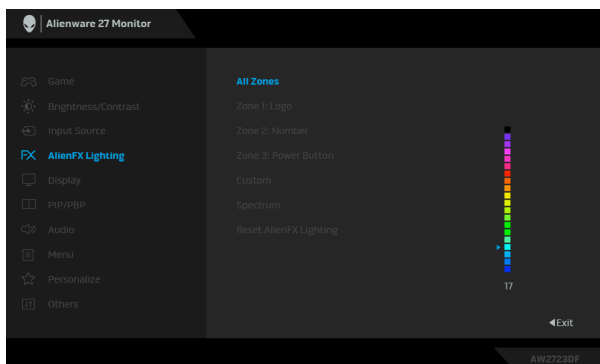 Alienware 27 Monitor
Game
Brightness/Contrast
Input Source
AlienFX Lighting
Display
PIP/PBP
Audio
Menu
Personalize
Others
All Zones
Zone 1: Logo
Zone 2: Number
Zone 3: Power Button
Custom
Spectrum
Reset AlienFX Lighting
17
Exit
AW2723DF